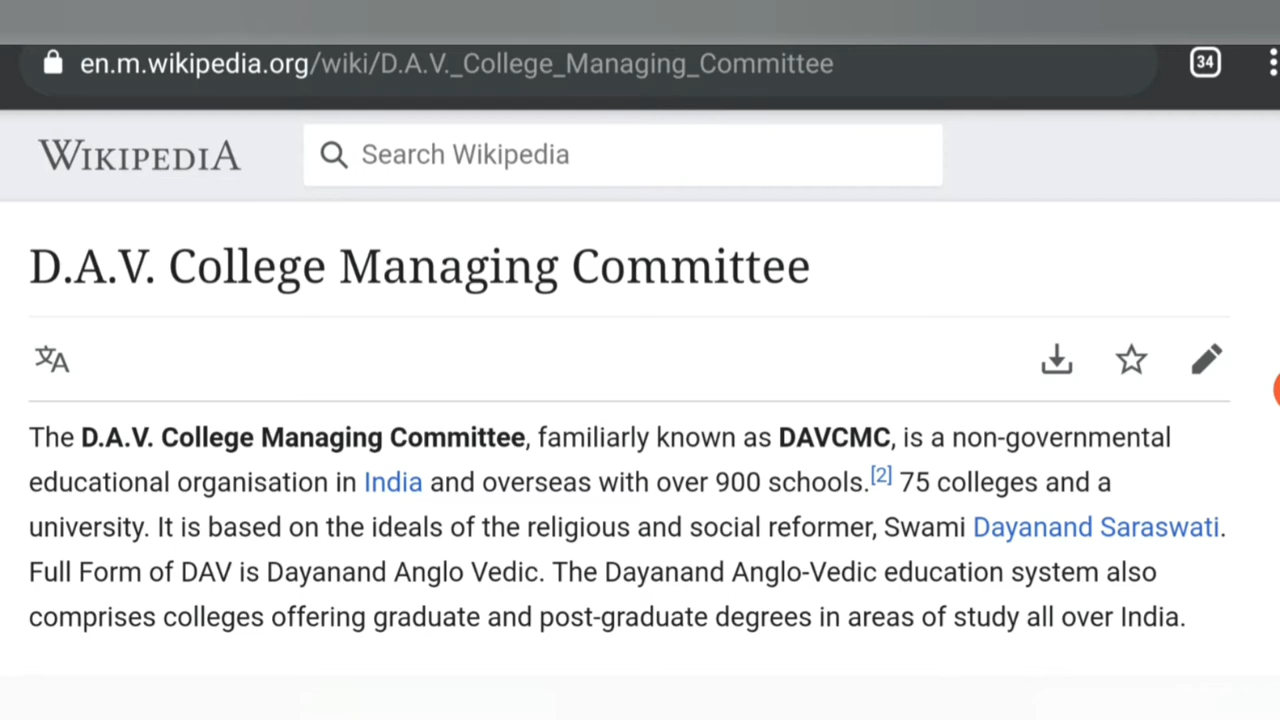 en.m.wikipedia.org/wiki/D.A.V._College_Managing_Committee
34
WIKIPEDIA
Search Wikipedia
D.A.V. College Managing Committee
文A
The D.A.V. College Managing Committee, familiarly known as DAVCMC, is a non-governmental
educational organisation in India and overseas with over 900 schools.[2] 75 colleges and a
university. It is based on the ideals of the religious and social reformer, Swami Dayanand Saraswati.
Full Form of DAV is Dayanand Anglo Vedic. The Dayanand Anglo-Vedic education system also
comprises colleges offering graduate and post-graduate degrees in areas of study all over India.